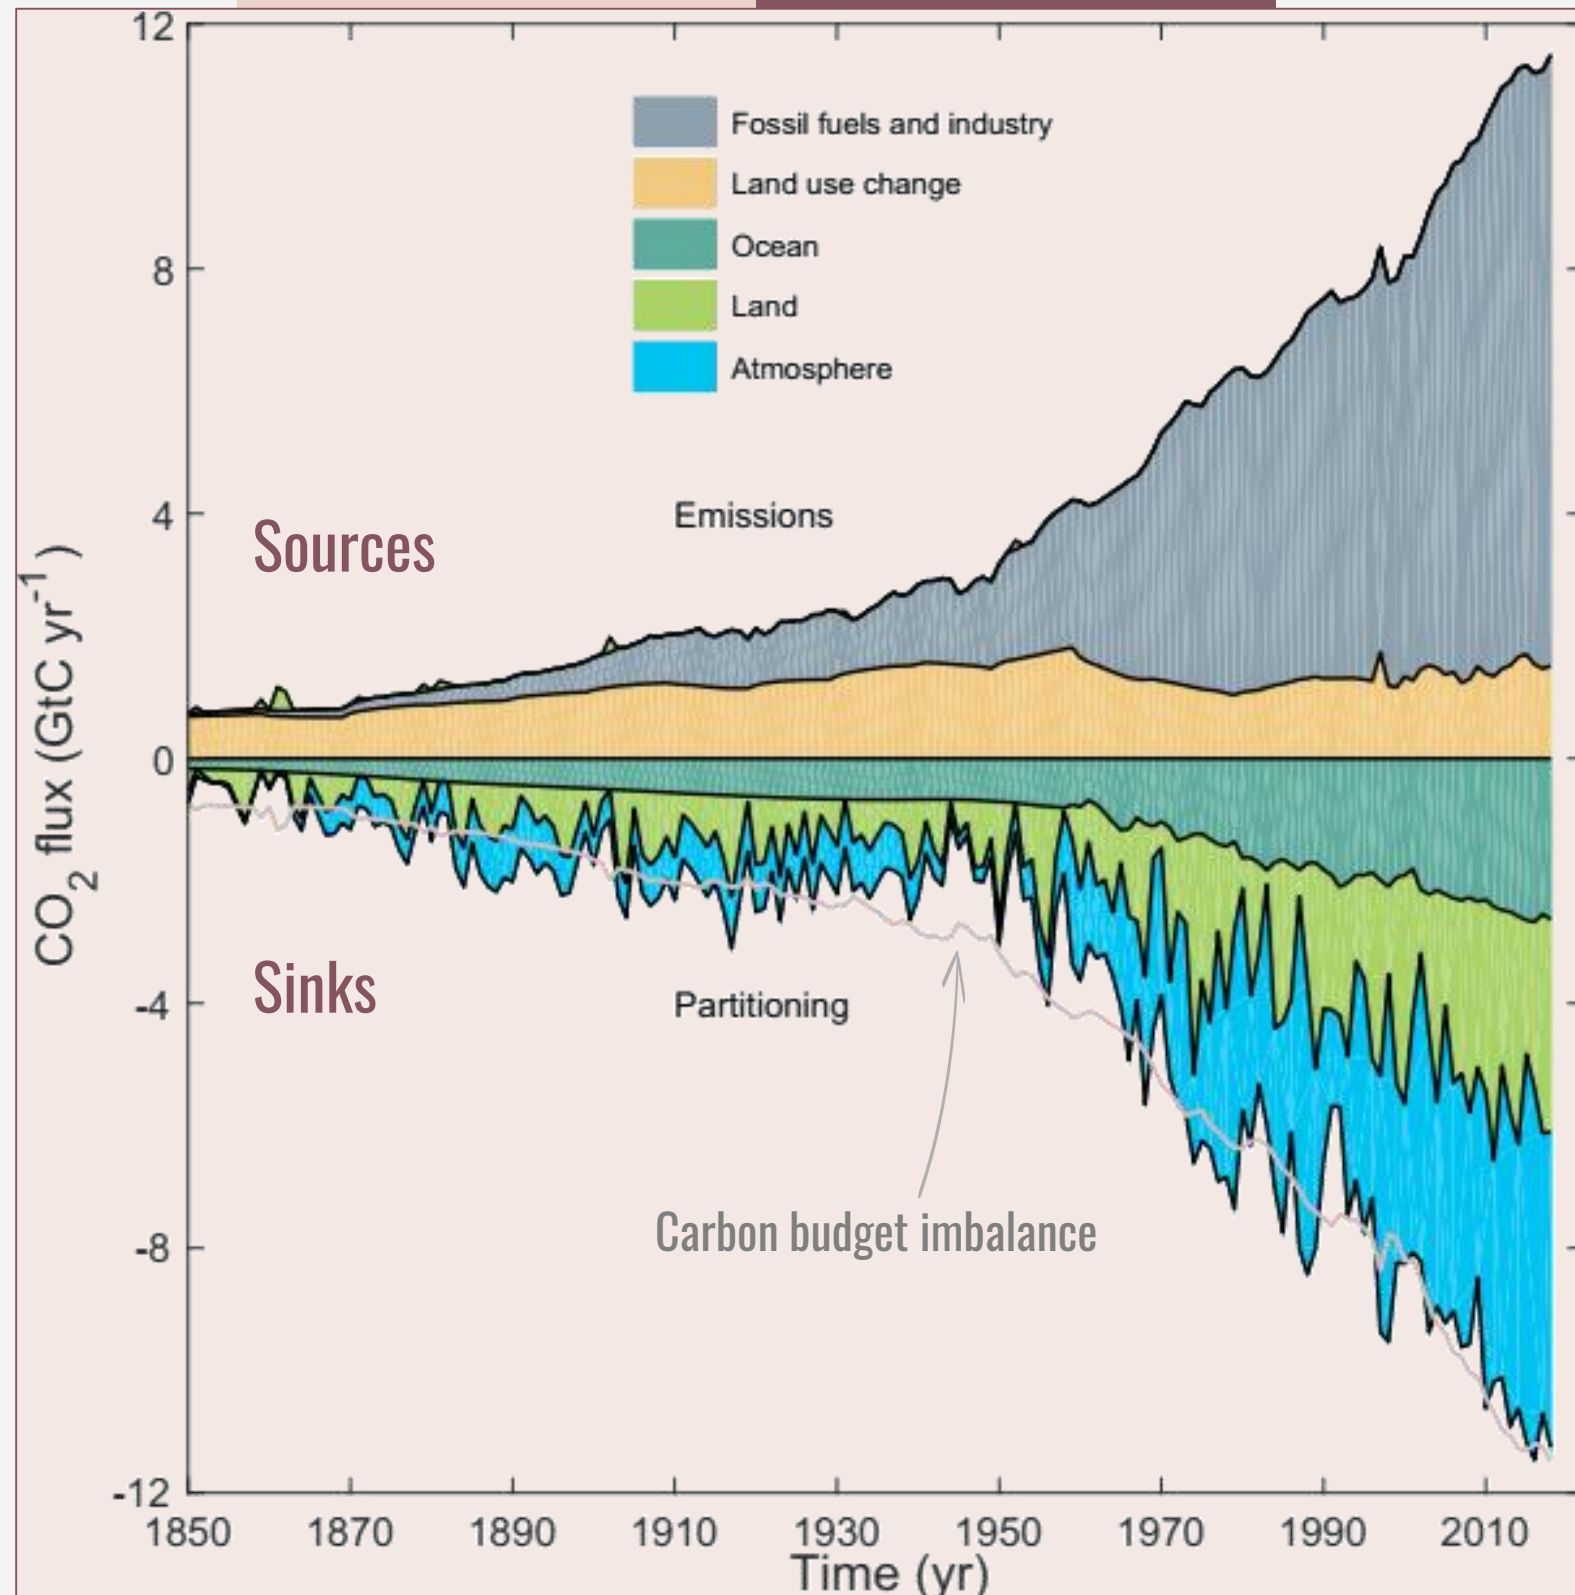 12
8
4
0
-4
-8
-12
CO2 flux (GtC yr-1)
Fossil fuels and industry
Land use change
Ocean
Land
Atmosphere
Emissions
Sources
Sinks
Partitioning
Carbon budget imbalance
1850 1870 1890 1910 1930 1950 1970 1990 2010
Time (yr)